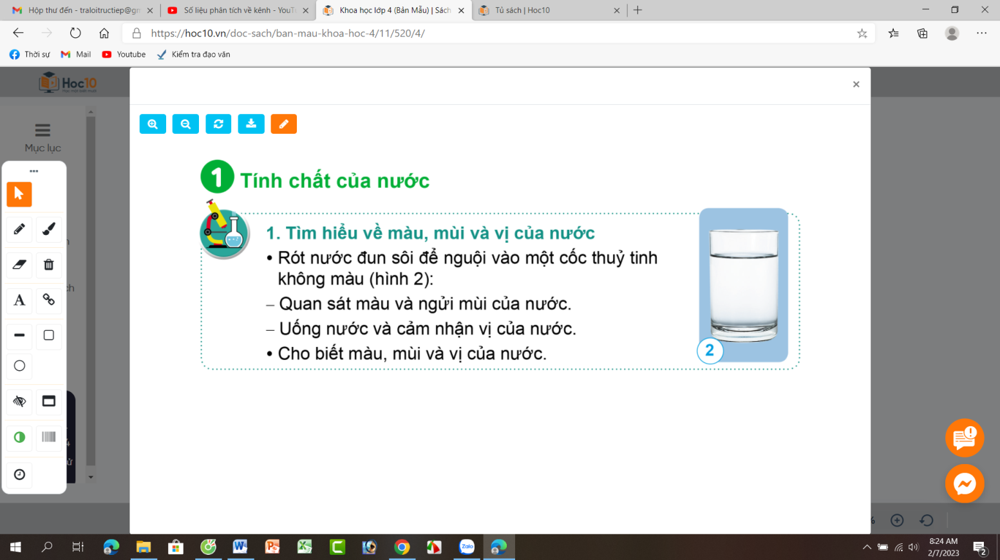 Hộp thư đến - traloitructiep@gm
Số liệu phân tích về kênh - YouTu
Khoa học lớp 4 (Bản Mẫu) | Sách
Tủ sách | Hoc10
https://hoc10.vn/doc-sach/ban-mau-khoa-hoc-4/11/520/4/
Thời sự
Mail
Youtube
Kiểm tra đạo văn
Hoc10
Mục lục
1 Tính chất của nước
1. Tìm hiểu về màu, mùi và vị của nước
• Rót nước đun sôi để nguội vào một cốc thuỷ tinh
không màu (hình 2):
– Quan sát màu và ngửi mùi của nước.
– Uống nước và cảm nhận vị của nước.
• Cho biết màu, mùi và vị của nước.
2
A
Zalo
8:24 AM
2/7/2023
2